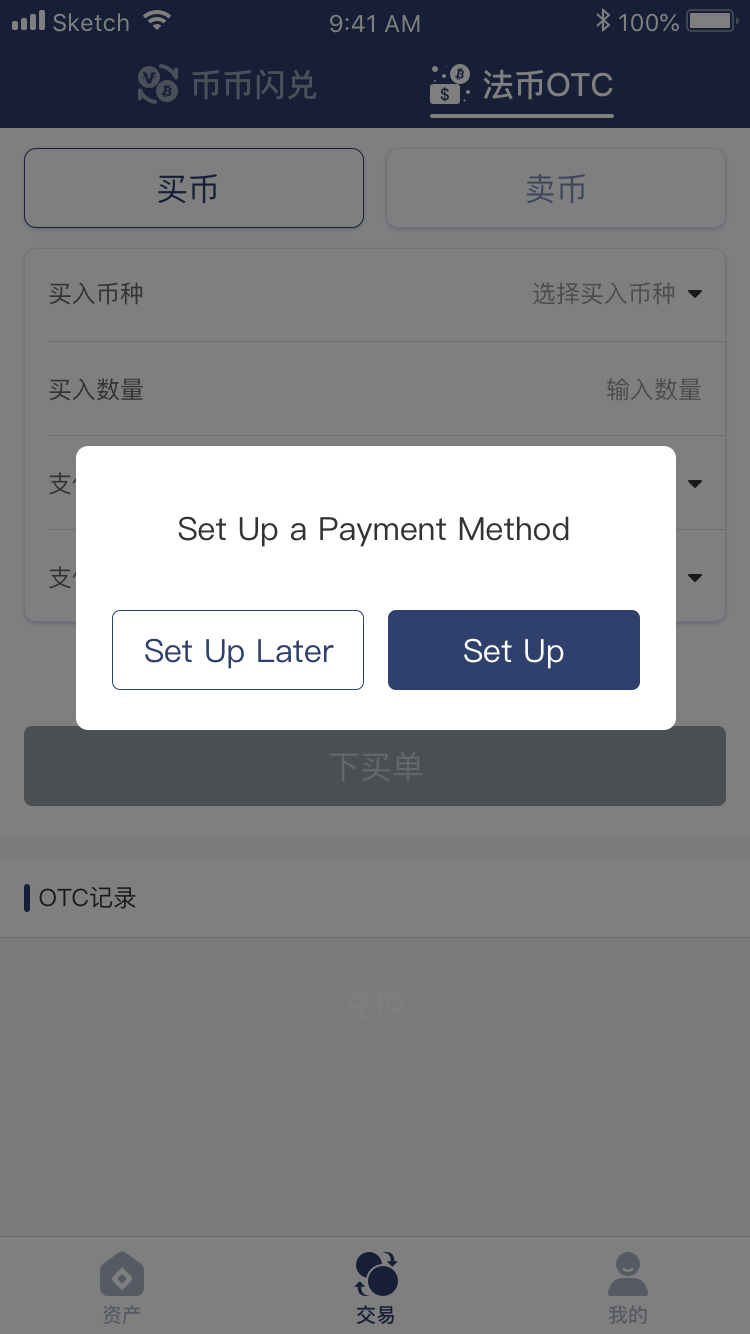 Sketch 9:41 AM 100%
币币闪兑 法币OTC
买币 卖币
买入币种 选择买入币种
买入数量 输入数量
支
Set Up a Payment Method
支
Set Up Later Set Up
下买单
OTC记录
兑换
资产 交易 我的